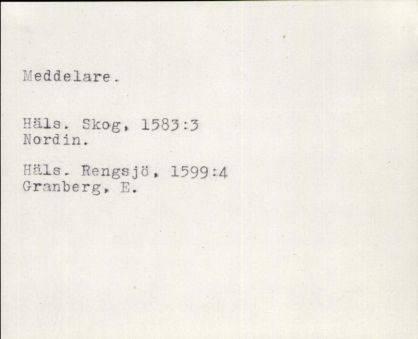 Meddelare.
Häls. Skog, 1583:3
Nordin.
Häls. Rengsjö, 1599:4
Granberg, E.